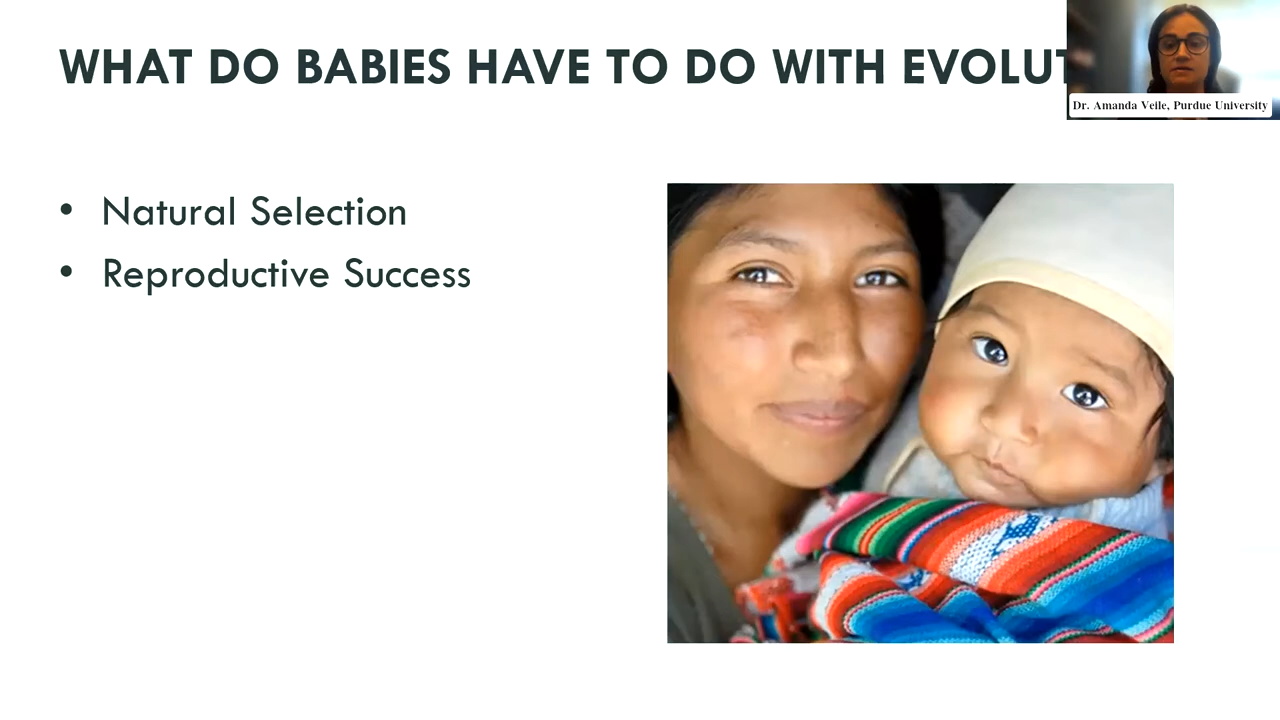 WHAT DO BABIES HAVE TO DO WITH EVOLUT
Dr. Amanda Veile, Purdue University
• Natural Selection
• Reproductive Success